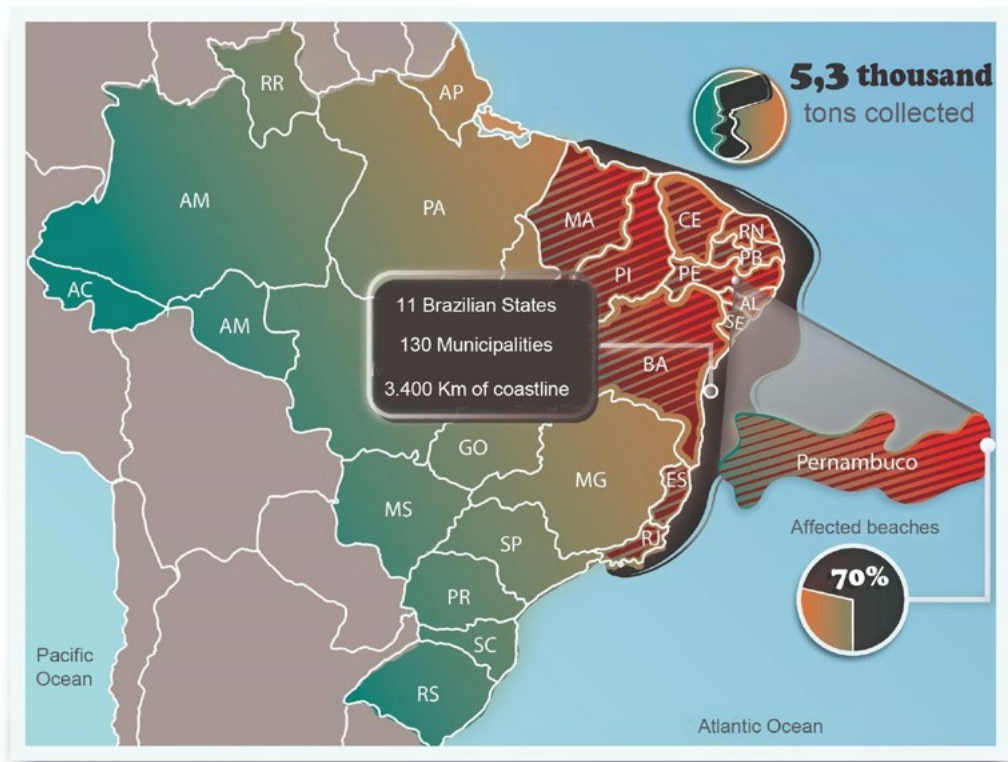 5,3 thousand
tons collected
RR
AP
AM
PA
MA
CE
RN
PB
PI
PE
AL
SE
AC
AM
11 Brazilian States
130 Municipalities
3.400 Km of coastline
BA
GO
MG
ES
Pernambuco
MS
SP
RJ
Affected beaches
70%
PR
SC
RS
Pacific
Ocean
Atlantic Ocean